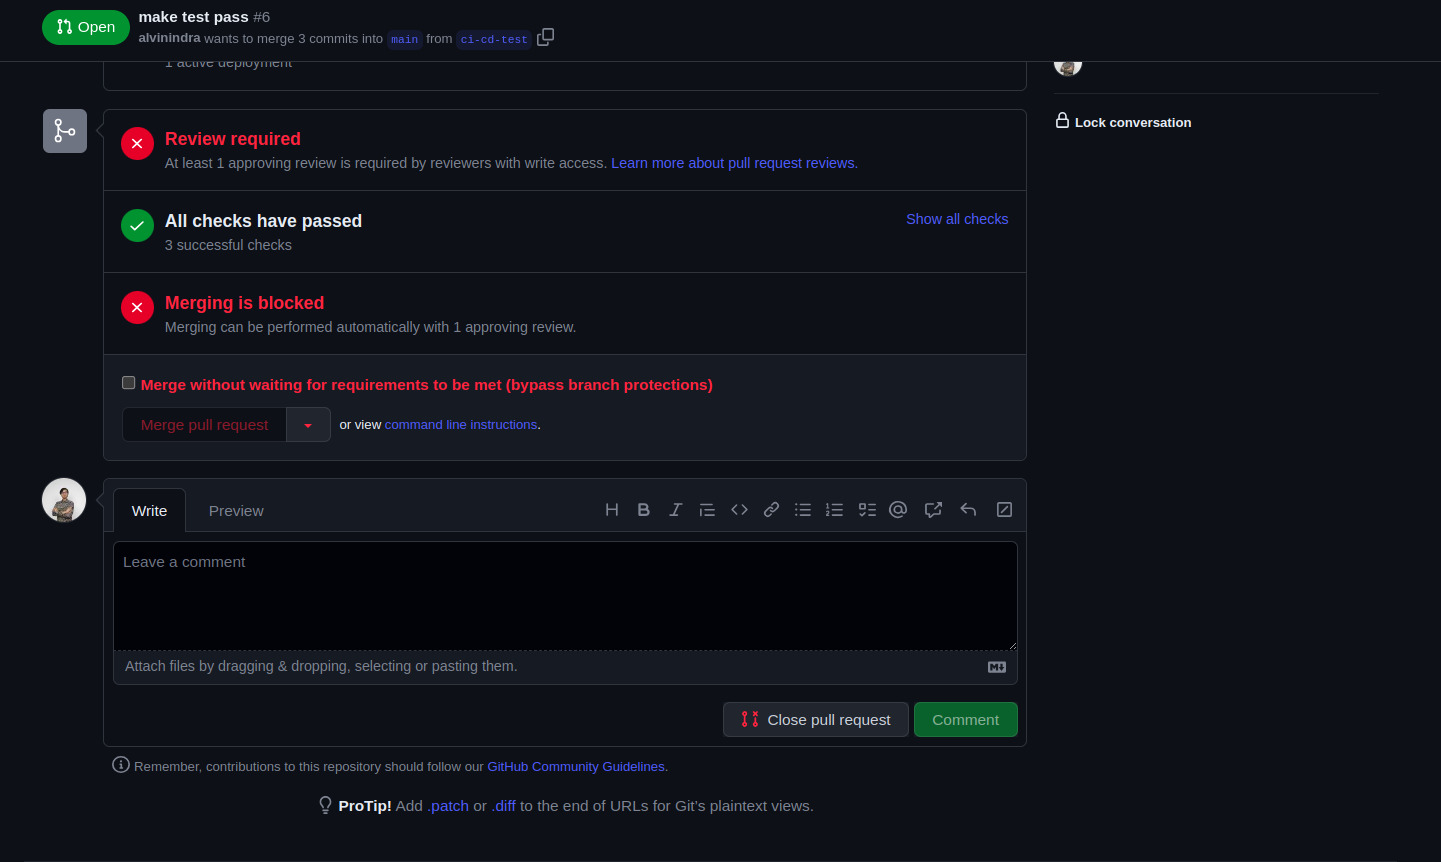 Open
make test pass #6
alvinindra wants to merge 3 commits into main from ci-cd-test
1 active deployment
Lock conversation
Review required
At least 1 approving review is required by reviewers with write access. Learn more about pull request reviews.
All checks have passed
Show all checks
3 successful checks
Merging is blocked
Merging can be performed automatically with 1 approving review.
Merge without waiting for requirements to be met (bypass branch protections)
Merge pull request
or view command line instructions.
Write
Preview
Leave a comment
Attach files by dragging & dropping, selecting or pasting them.
Close pull request
Comment
Remember, contributions to this repository should follow our GitHub Community Guidelines.
ProTip! Add .patch or .diff to the end of URLs for Git's plaintext views.